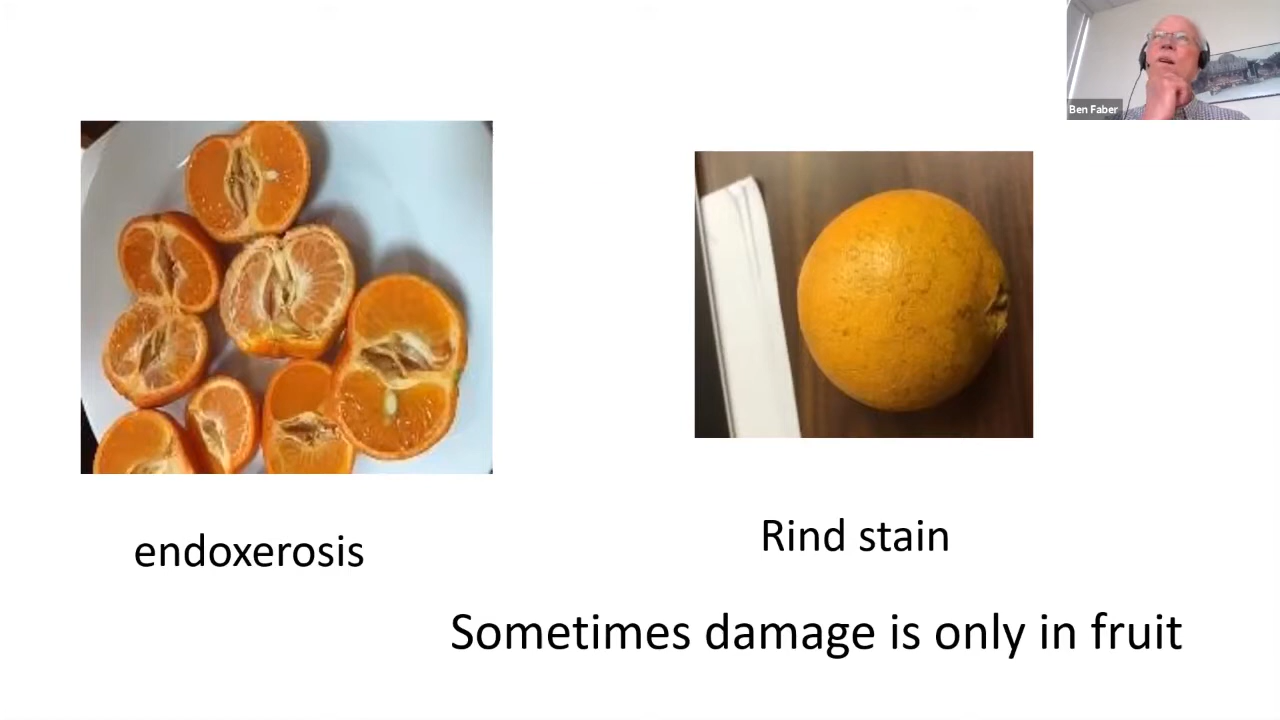 Ben Faber
endoxerosis
Rind stain
Sometimes damage is only in fruit